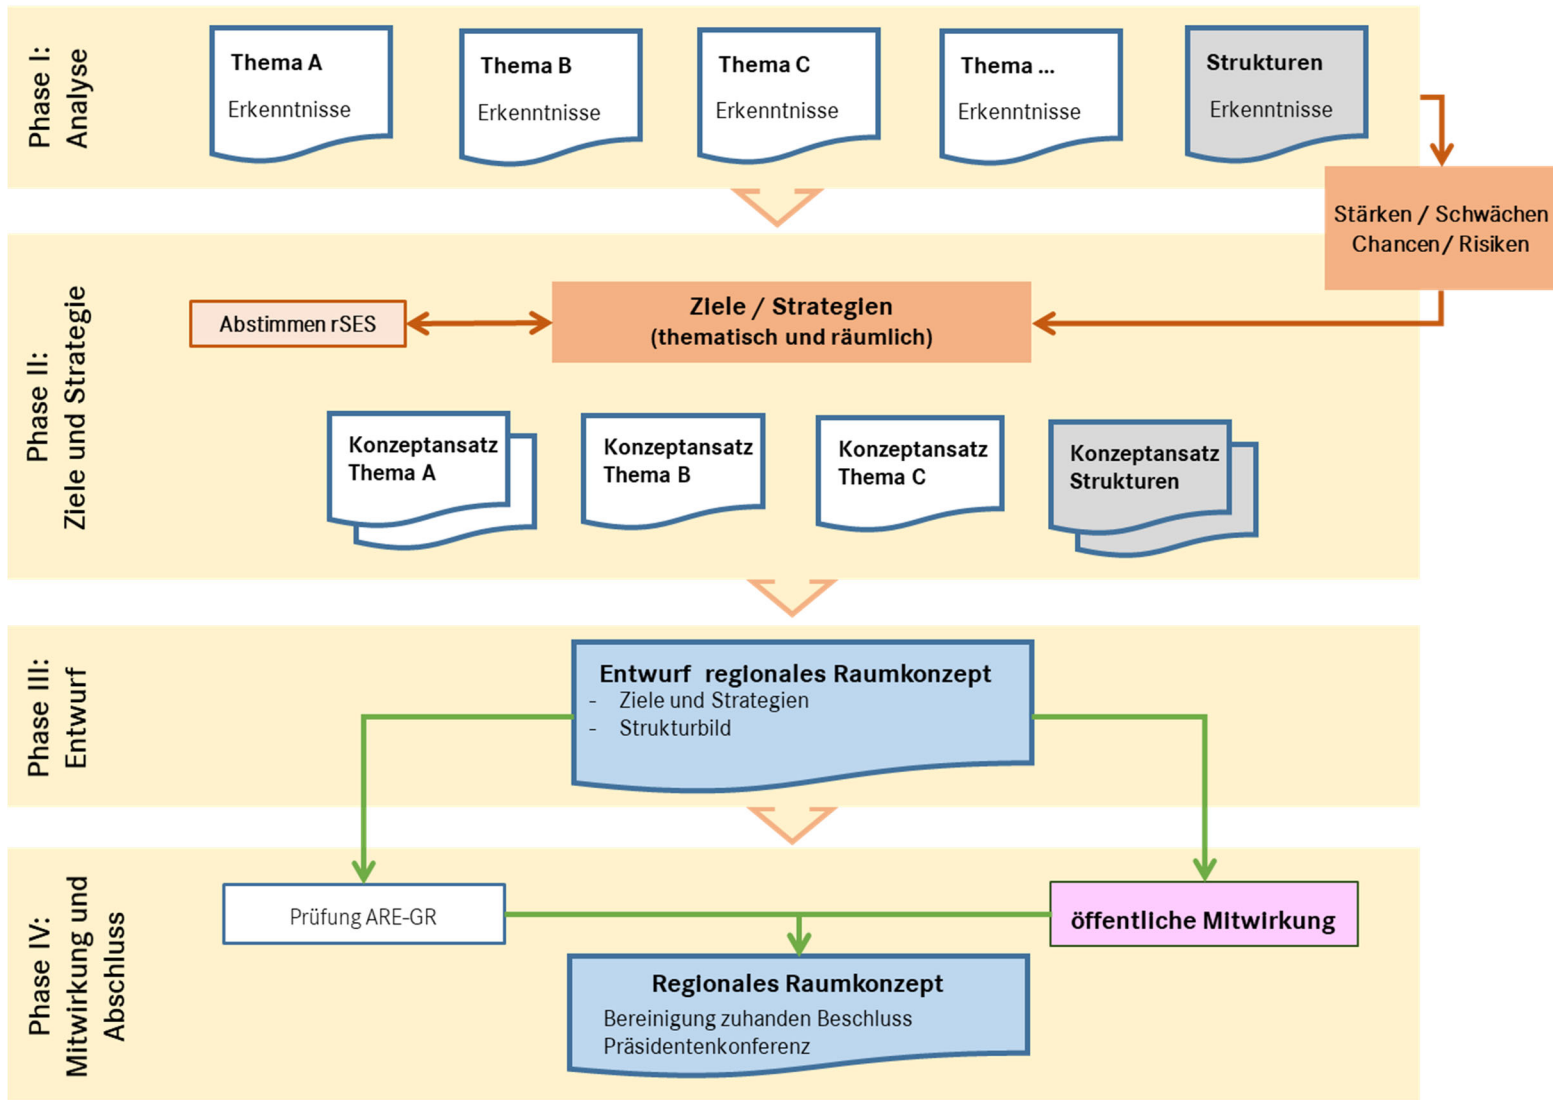 Phase I:
Analyse
Thema A
Erkenntnisse
Thema B
Erkenntnisse
Thema C
Erkenntnisse
Thema ...
Erkenntnisse
Strukturen
Erkenntnisse
Stärken / Schwächen
Chancen/ Risiken
Phase II:
Ziele und Strategie
Abstimmen rSES
Ziele / Strategien
(thematisch und räumlich)
Konzeptansatz
Thema A
Konzeptansatz
Thema B
Konzeptansatz
Thema C
Konzeptansatz
Strukturen
Phase III:
Entwurf
Entwurf regionales Raumkonzept
- Ziele und Strategien
- Strukturbild
Phase IV:
Mitwirkung und
Abschluss
Prüfung ARE-GR
öffentliche Mitwirkung
Regionales Raumkonzept
Bereinigung zuhanden Beschluss
Präsidentenkonferenz